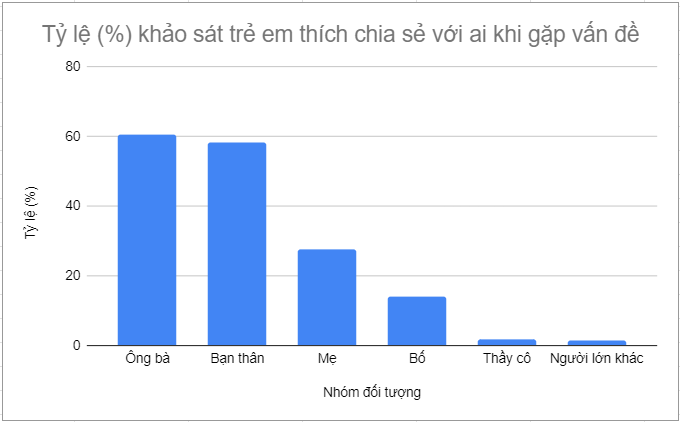 Tỷ lệ (%) khảo sát trẻ em thích chia sẻ với ai khi gặp vấn đề
80
60
40
20
0
Tỷ lệ (%)
Ông bà Bạn thân Mẹ Bố Thầy cô Người lớn khác
Nhóm đối tượng